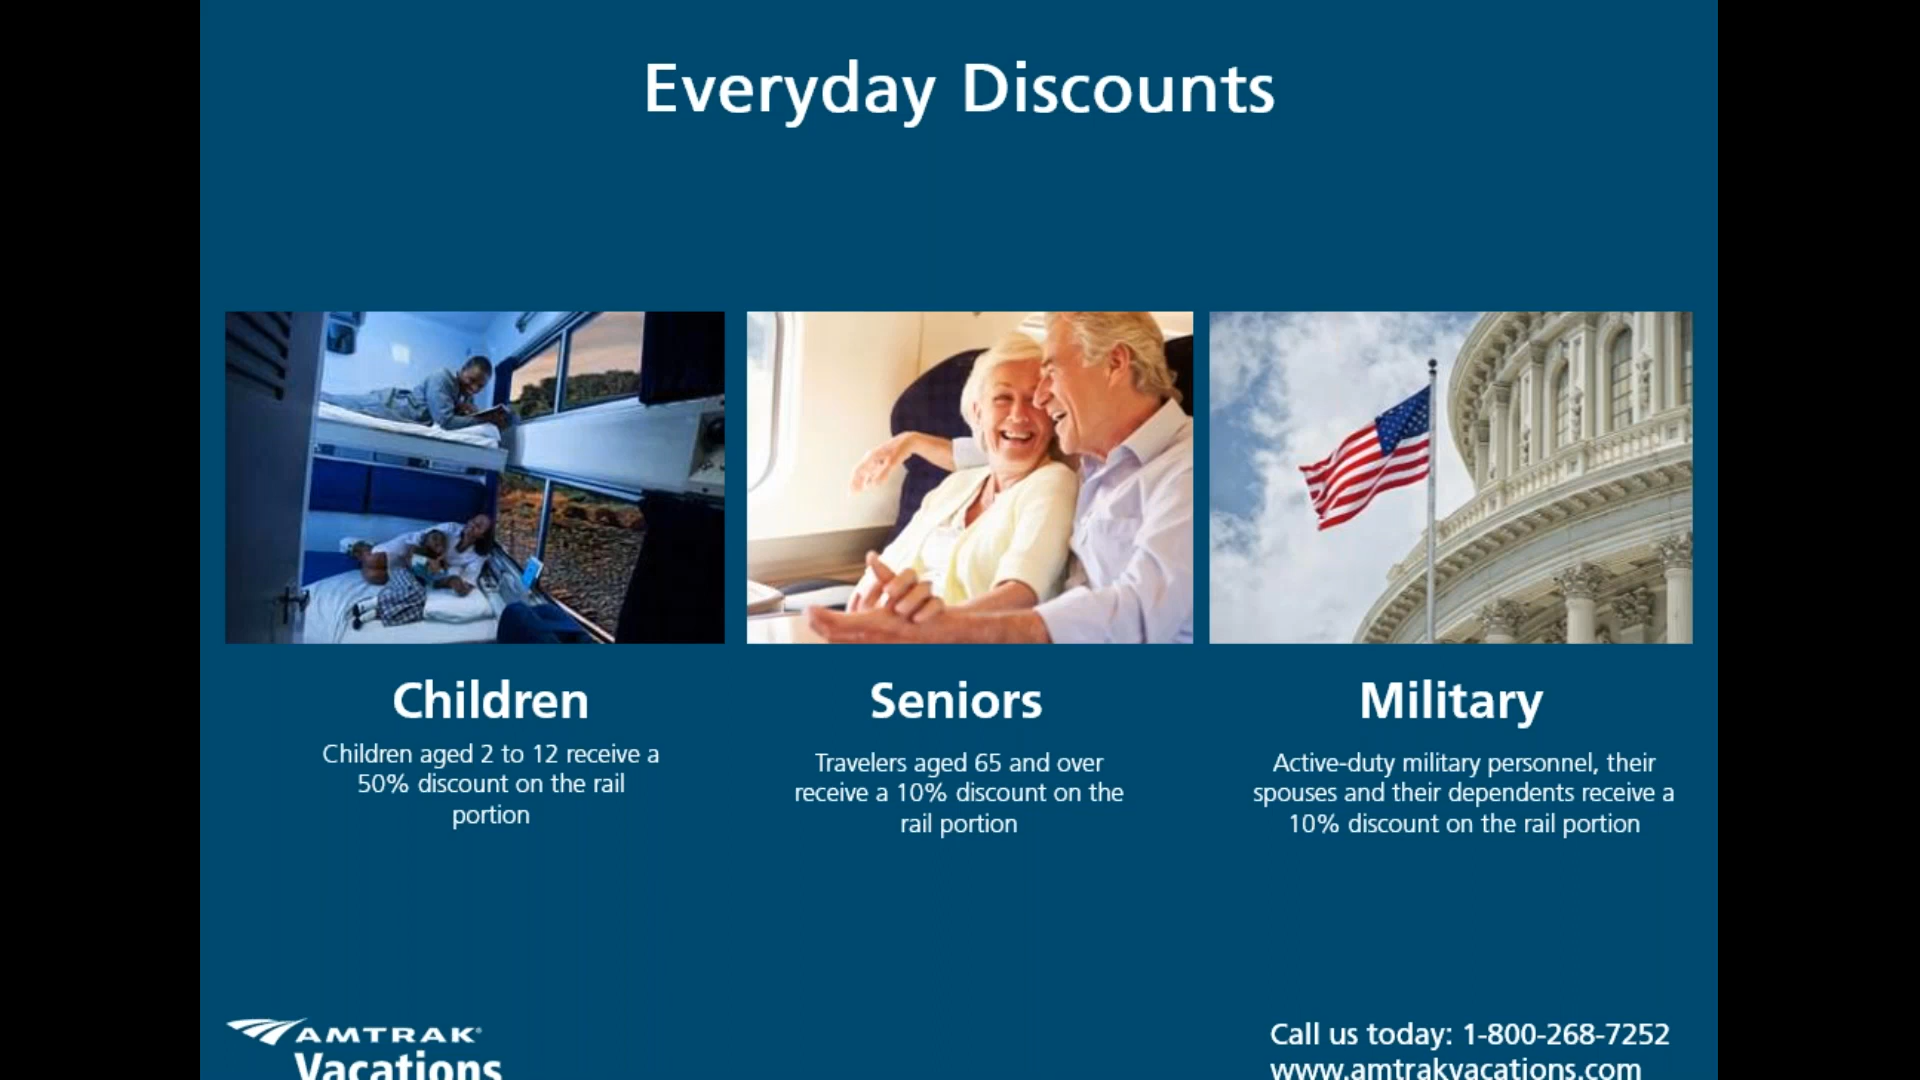 Everyday Discounts
Children
Children aged 2 to 12 receive a
50% discount on the rail
portion
Seniors
Travelers aged 65 and over
receive a 10% discount on the
rail portion
Military
Active-duty military personnel, their
spouses and their dependents receive a
10% discount on the rail portion
AMTRAK®
Vacations
Call us today: 1-800-268-7252
www.amtrakvacations.com